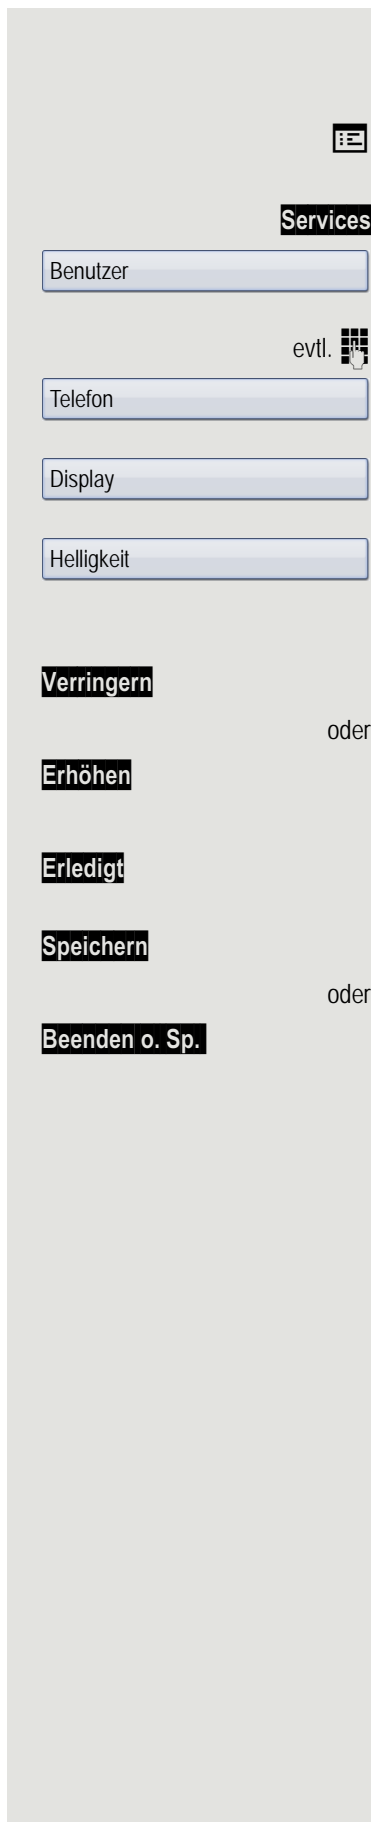 Services
Benutzer
evtl.
Telefon
Display
Helligkeit
Verringern
oder
Erhöhen
Erledigt
Speichern
oder
Beenden o. Sp.